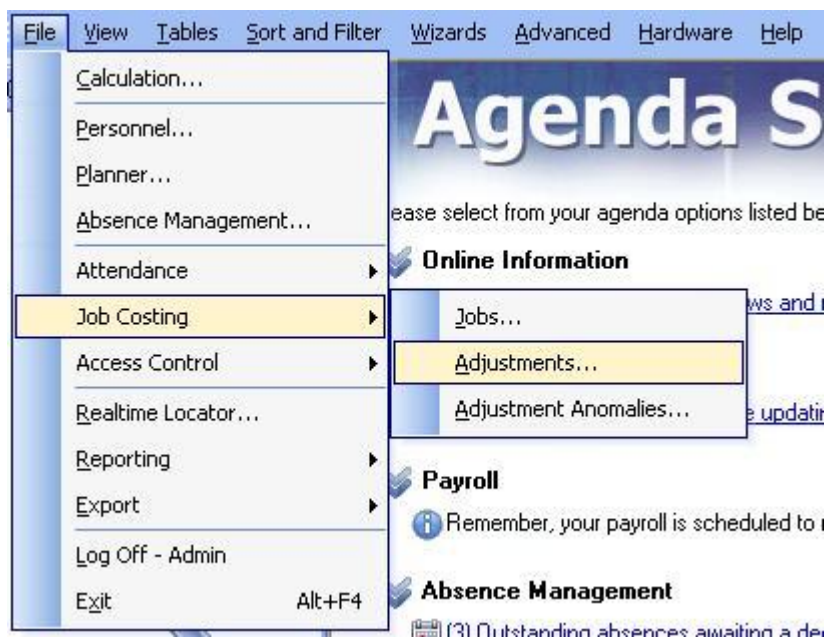 File View Tables Sort and Filter Wizards Advanced Hardware Help
Calculation...
Personnel...
Planner...
Absence Management...
Attendance
Job Costing
Access Control
Realtime Locator...
Reporting
Export
Log Off - Admin
Exit Alt+F4
Jobs...
Adjustments...
Adjustment Anomalies...
Agenda S
ease select from your agenda options listed be
Online Information
ws and
updati
Payroll
Remember, your payroll is scheduled to
Absence Management
(3) Outstanding absences awaiting a de